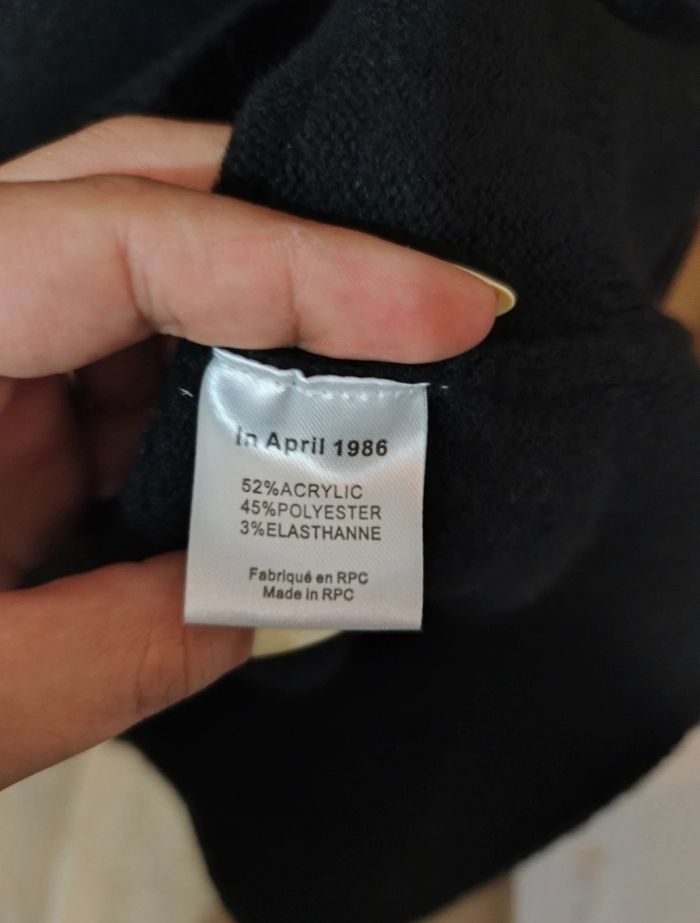 In April 1986
52%ACRYLIC
45%POLYESTER
3%ELASTHANNE
Fabriqué en RPC
Made in RPC